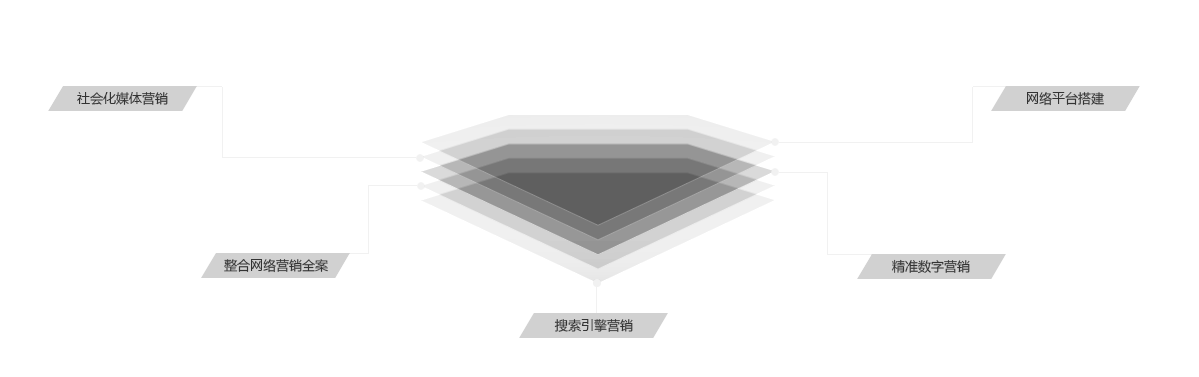 社会化媒体营销
网络平台搭建
整合网络营销全案
精准数字营销
搜索引擎营销